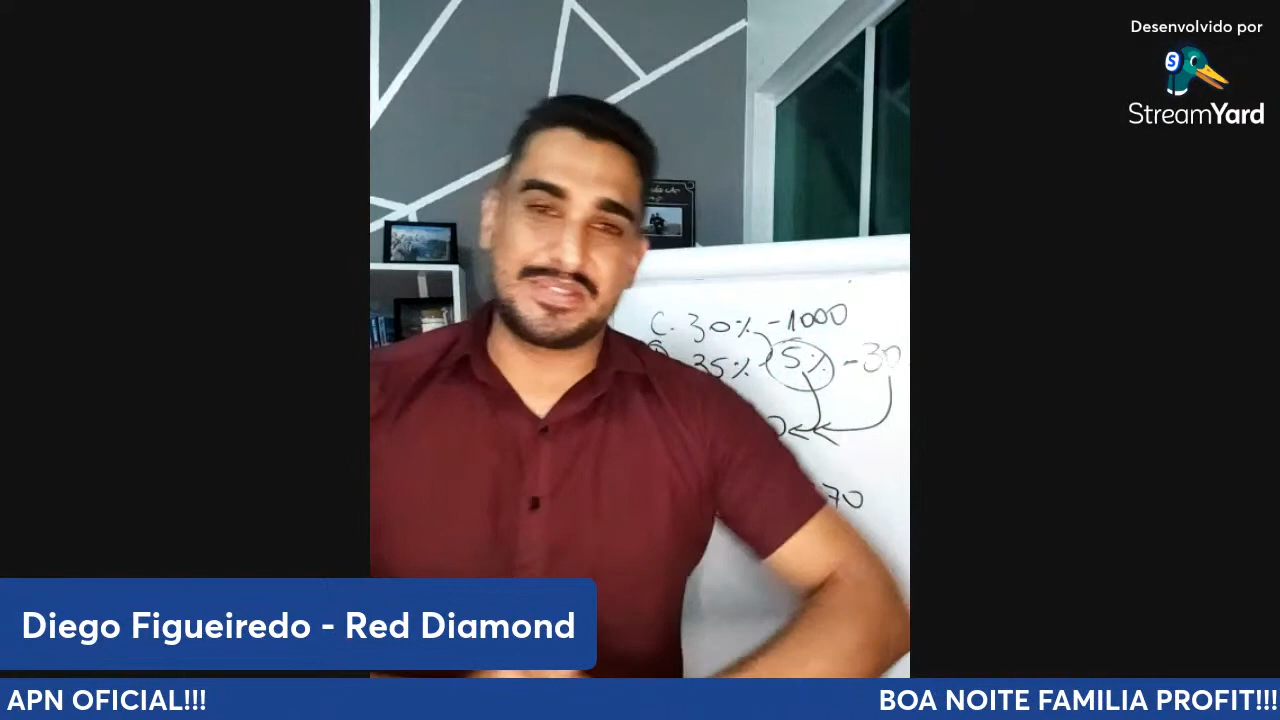 Desenvolvido por
StreamYard
C. 30% - 1000
35% 5% - 30
70
Diego Figueiredo - Red Diamond
APN OFICIAL!!!
BOA NOITE FAMILIA PROFIT!!!